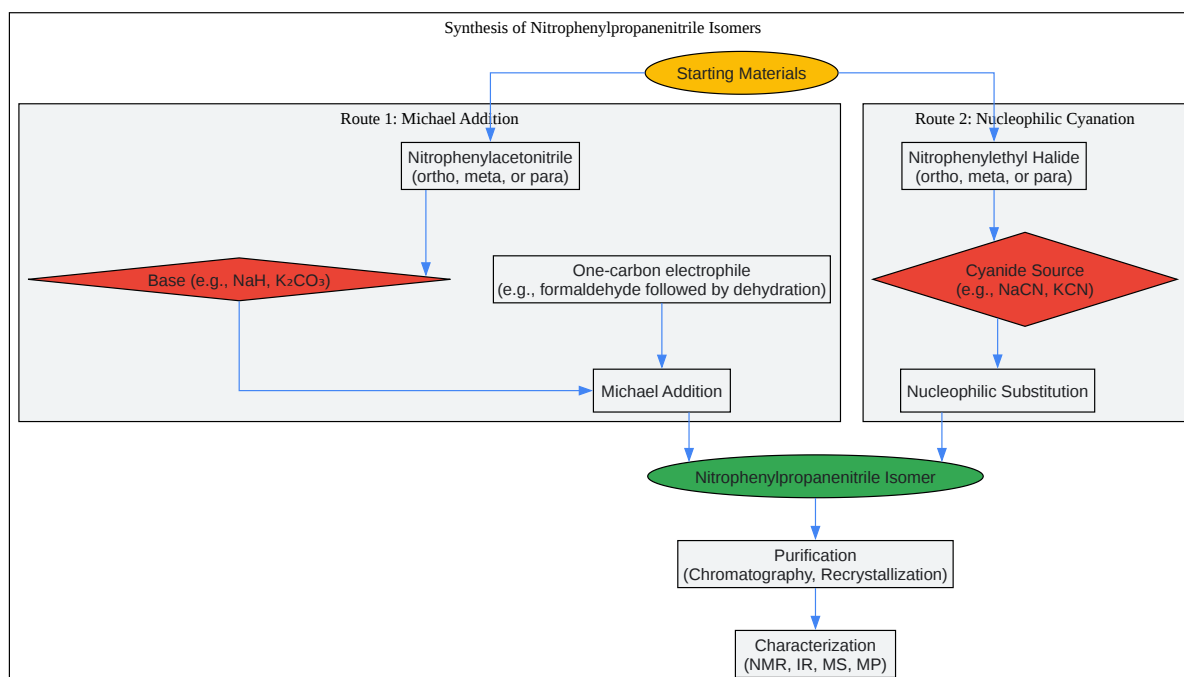 Synthesis of Nitrophenylpropanenitrile Isomers
Starting Materials
Route 1: Michael Addition
Nitrophenylacetonitrile
(ortho, meta, or para)
Base (e.g., NaH, K₂CO₃)
One-carbon electrophile
(e.g., formaldehyde followed by dehydration)
Michael Addition
Route 2: Nucleophilic Cyanation
Nitrophenylethyl Halide
(ortho, meta, or para)
Cyanide Source
(e.g., NaCN, KCN)
Nucleophilic Substitution
Nitrophenylpropanenitrile Isomer
Purification
(Chromatography, Recrystallization)
Characterization
(NMR, IR, MS, MP)